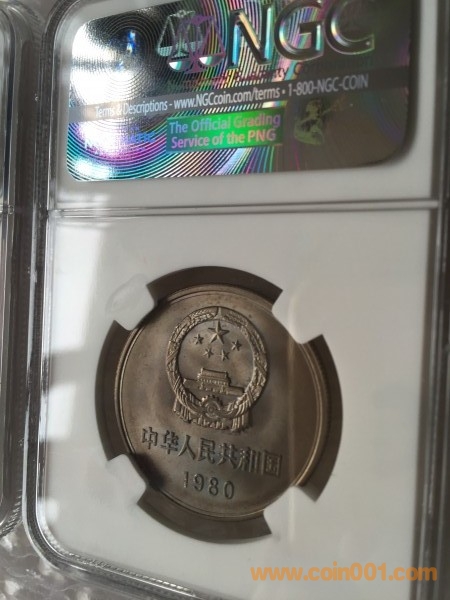 NGC
Terms & Descriptions - www.NGCcoin.com/terms • 1-800-NGC-COIN
The Official Grading
Service of the PNG
中华人民共和国
1980
www.coin001.com